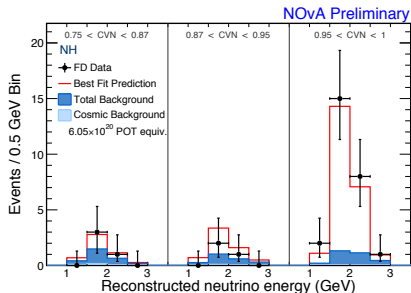 NOvA Preliminary
0.75 < CVN < 0.87
0.87 < CVN < 0.95
0.95 < CVN < 1
NH
FD Data
Best Fit Prediction
Total Background
Cosmic Background
6.05×10²⁰ POT equiv.
Events / 0.5 GeV Bin
20
15
10
5
0
1 2 3 1 2 3 1 2 3
Reconstructed neutrino energy (GeV)